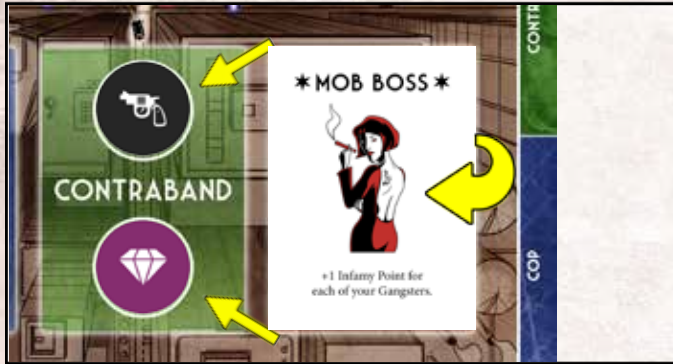 CONTRABAND
✶MOB BOSS✶
+1 Infamy Point for
each of your Gangsters.
CONTR
COP